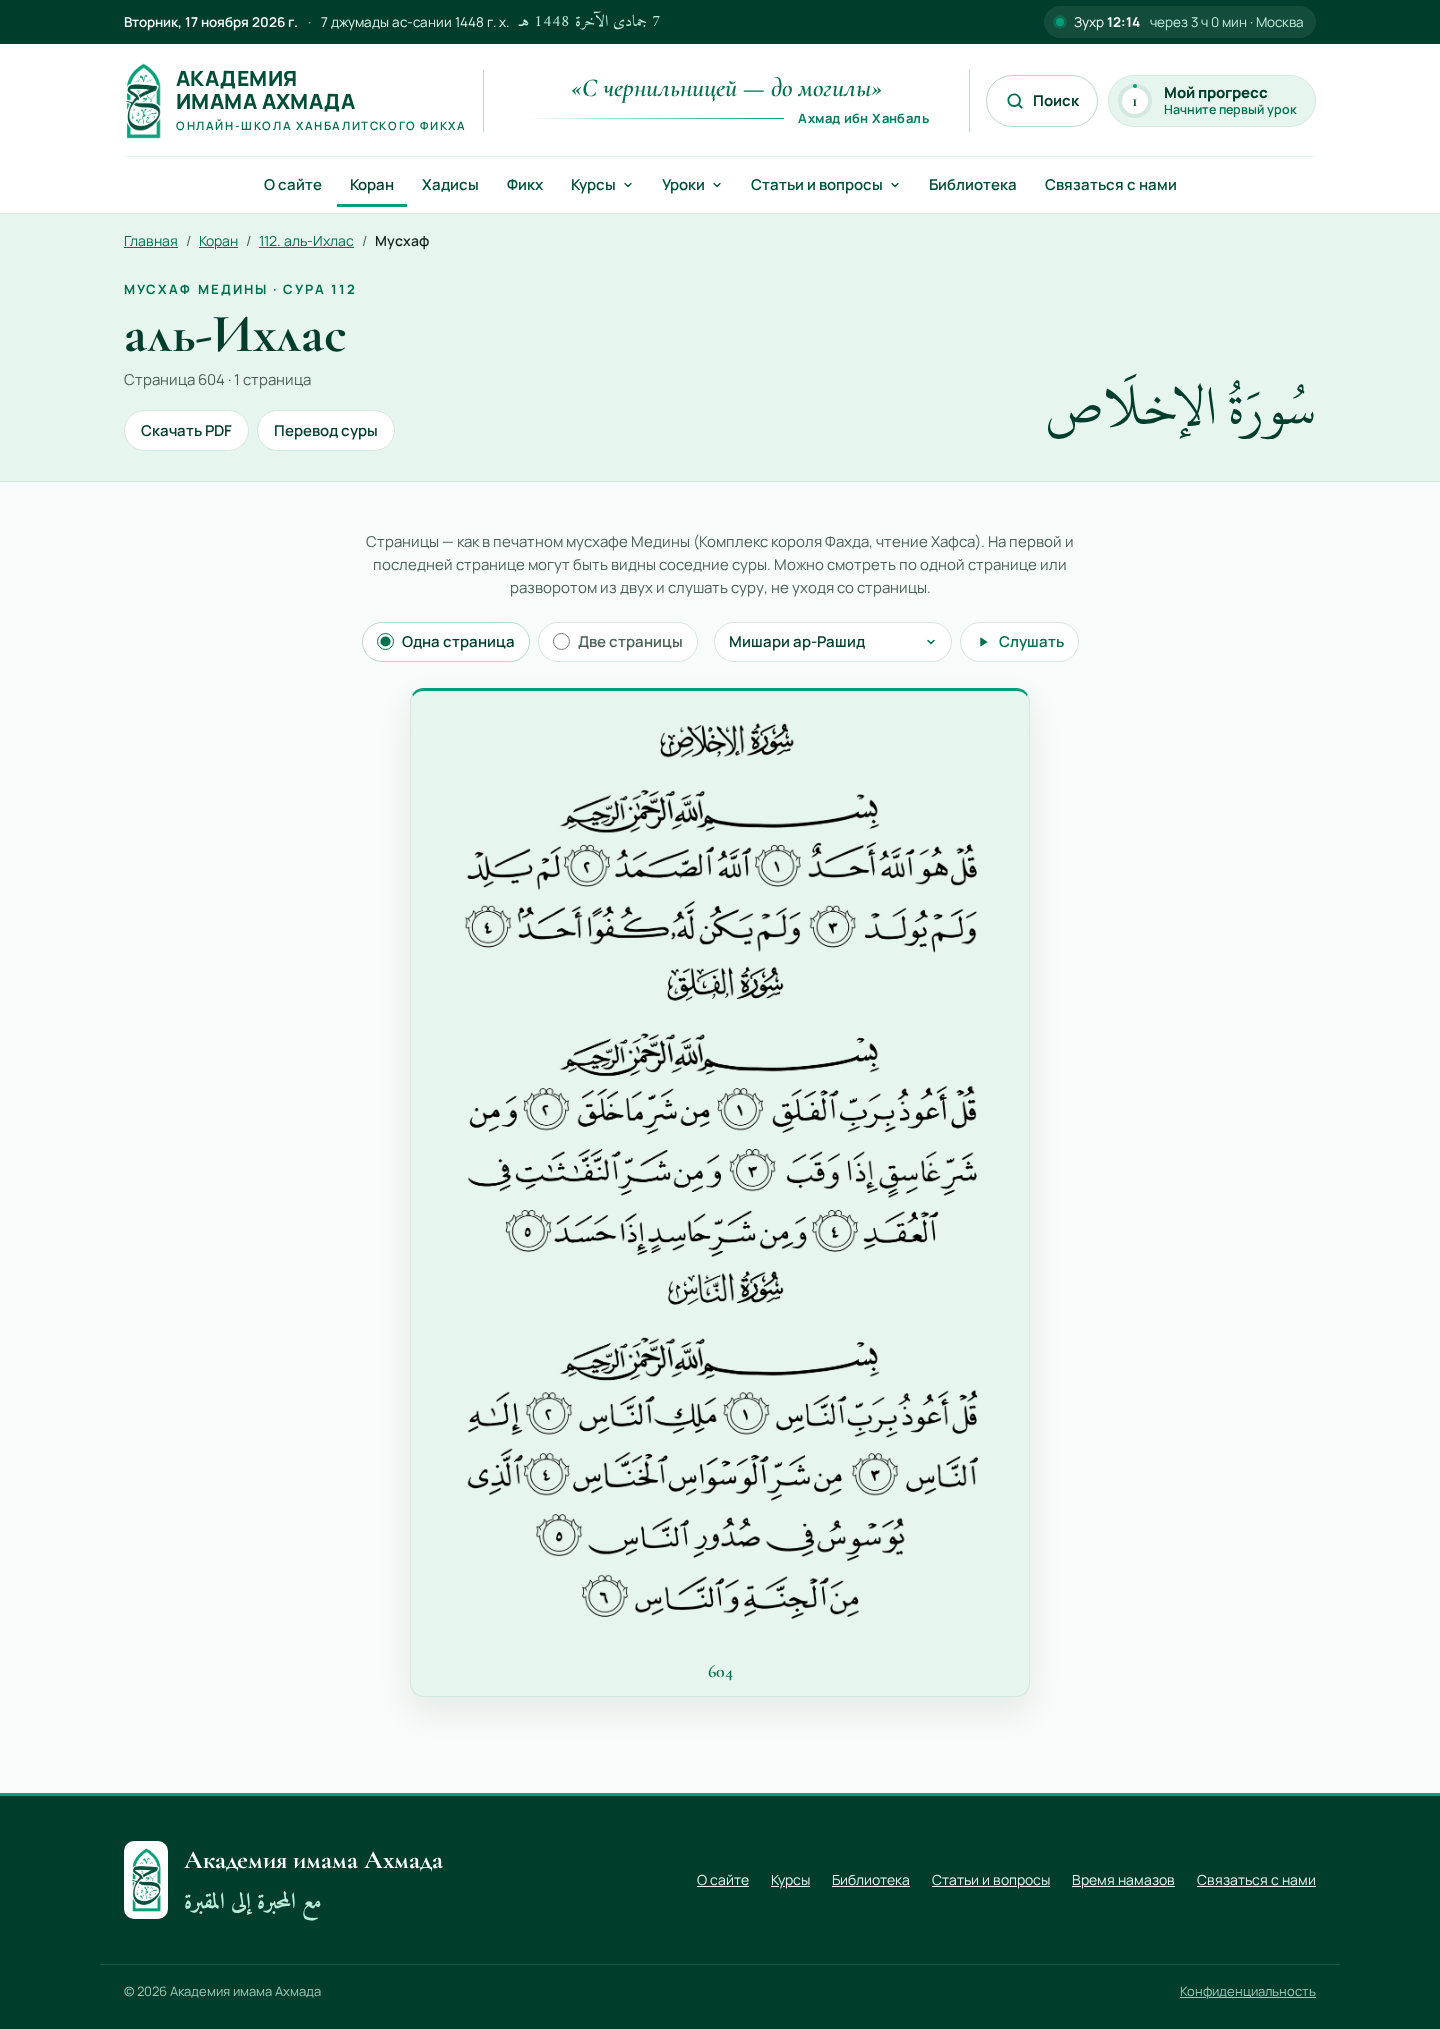 Вторник, 17 ноября 2026 г. · 7 джумады ас-сании 1448 г. х. 7 جمادى الآخرة 1448 هـ
Зухр 12:14 через 3 ч 0 мин · Москва
АКАДЕМИЯ
ИМАМА АХМАДА
ОНЛАЙН-ШКОЛА ХАНБАЛИТСКОГО ФИКХА
«С чернильницей — до могилы»
Ахмад ибн Ханбаль
Поиск
1
Мой прогресс
Начните первый урок
О сайте Коран Хадисы Фикх Курсы Уроки Статьи и вопросы Библиотека Связаться с нами
Главная / Коран / 112. аль-Ихлас / Мусхаф
МУСХАФ МЕДИНЫ · СУРА 112
аль-Ихлас
Страница 604 · 1 страница
Скачать PDF Перевод суры
سُورَةُ الإخلَاص
Страницы — как в печатном мусхафе Медины (Комплекс короля Фахда, чтение Хафса). На первой и
последней странице могут быть видны соседние суры. Можно смотреть по одной странице или
разворотом из двух и слушать суру, не уходя со страницы.
Одна страница Две страницы Мишари ар-Рашид Слушать
سُورَةُ الإِخْلَاصِ
بِسْمِ ٱللَّهِ ٱلرَّحْمَٰنِ ٱلرَّحِيمِ
قُلْ هُوَ ٱللَّهُ أَحَدٌ ١ ٱللَّهُ ٱلصَّمَدُ ٢ لَمْ يَلِدْ
وَلَمْ يُولَدْ ٣ وَلَمْ يَكُن لَّهُۥ كُفُوًا أَحَدٌۢ ٤
سُورَةُ الفَلَقِ
بِسْمِ ٱللَّهِ ٱلرَّحْمَٰنِ ٱلرَّحِيمِ
قُلْ أَعُوذُ بِرَبِّ ٱلْفَلَقِ ١ مِن شَرِّ مَا خَلَقَ ٢ وَمِن
شَرِّ غَاسِقٍ إِذَا وَقَبَ ٣ وَمِن شَرِّ ٱلنَّفَّٰثَٰتِ فِى
ٱلْعُقَدِ ٤ وَمِن شَرِّ حَاسِدٍ إِذَا حَسَدَ ٥
سُورَةُ النَّاسِ
بِسْمِ ٱللَّهِ ٱلرَّحْمَٰنِ ٱلرَّحِيمِ
قُلْ أَعُوذُ بِرَبِّ ٱلنَّاسِ ١ مَلِكِ ٱلنَّاسِ ٢ إِلَٰهِ
ٱلنَّاسِ ٣ مِن شَرِّ ٱلْوَسْوَاسِ ٱلْخَنَّاسِ ٤ ٱلَّذِى
يُوَسْوِسُ فِى صُدُورِ ٱلنَّاسِ ٥
مِنَ ٱلْجِنَّةِ وَٱلنَّاسِ ٦
604
Академия имама Ахмада
مع المحبرة إلى المقبرة
О сайте Курсы Библиотека Статьи и вопросы Время намазов Связаться с нами
© 2026 Академия имама Ахмада
Конфиденциальность